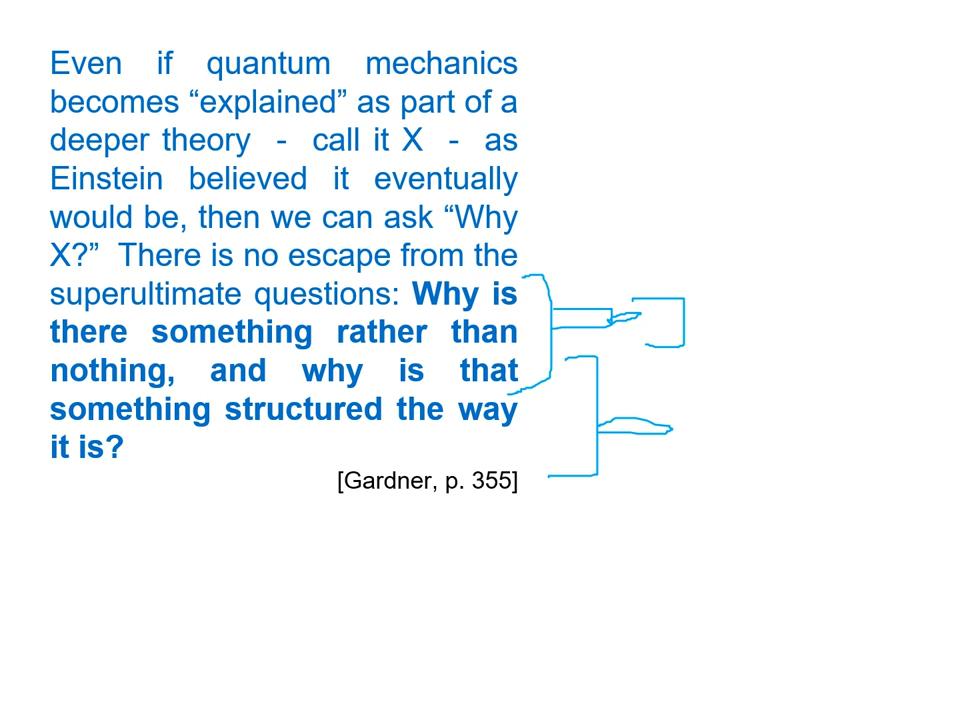 Even if quantum mechanics
becomes “explained” as part of a
deeper theory - call it X - as
Einstein believed it eventually
would be, then we can ask “Why
X?” There is no escape from the
superultimate questions: Why is
there something rather than
nothing, and why is that
something structured the way
it is?
[Gardner, p. 355]